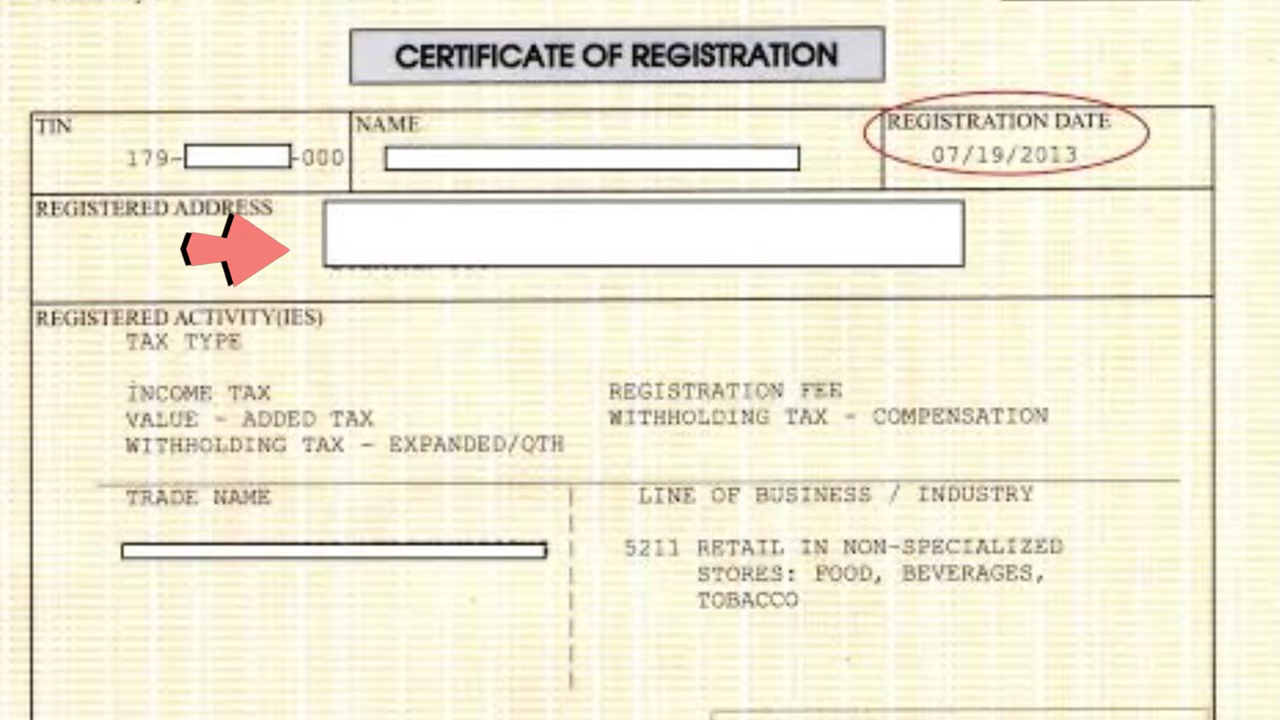 CERTIFICATE OF REGISTRATION
TIN
179-
-000
NAME
REGISTRATION DATE
07/19/2013
REGISTERED ADDRESS
REGISTERED ACTIVITY(IES)
TAX TYPE
INCOME TAX
REGISTRATION FEE
VALUE - ADDED TAX
WITHHOLDING TAX - COMPENSATION
WITHHOLDING TAX - EXPANDED/OTH
TRADE NAME
LINE OF BUSINESS / INDUSTRY
5211 RETAIL IN NON-SPECIALIZED
STORES: FOOD, BEVERAGES,
TOBACCO